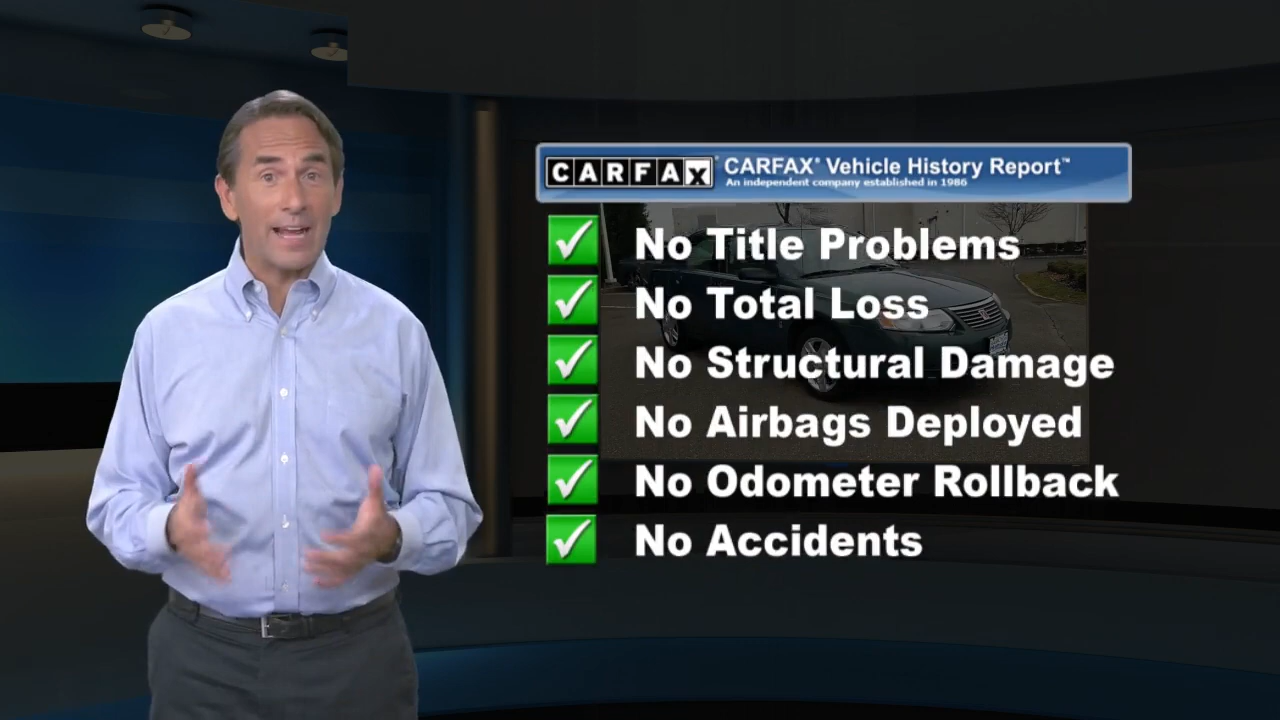 CARFAX CARFAX® Vehicle History Report™
An independent company established in 1986
No Title Problems
No Total Loss
No Structural Damage
No Airbags Deployed
No Odometer Rollback
No Accidents